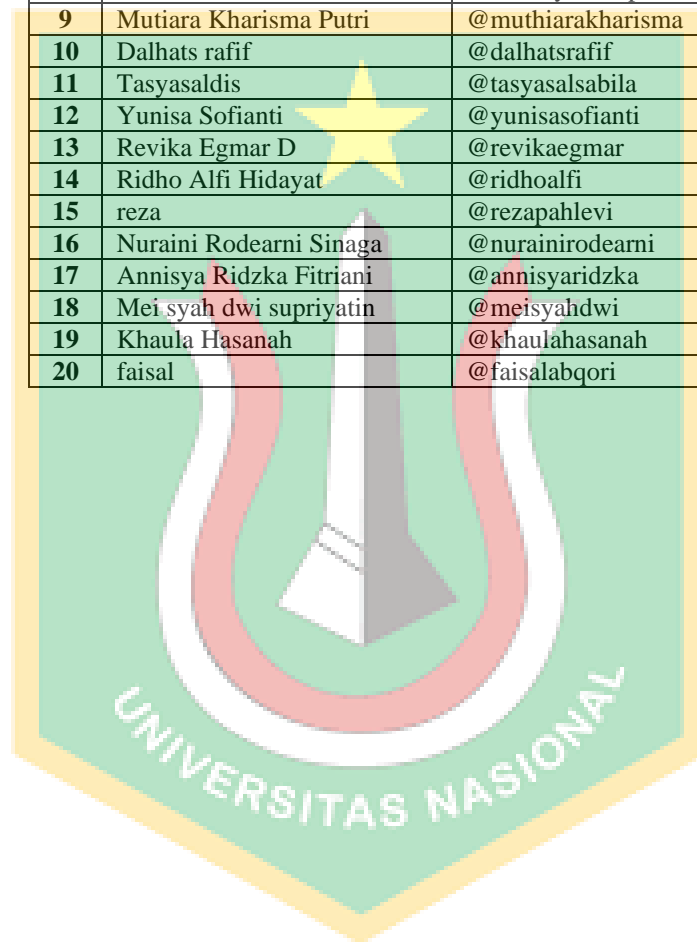 9 Mutiara Kharisma Putri @muthiarakharisma
10 Dalhats rafif @dalhatsrafif
11 Tasyasaldis @tasyasalsabila
12 Yunisa Sofianti @yunisasofianti
13 Revika Egmar D @revikaegmar
14 Ridho Alfi Hidayat @ridhoalfi
15 reza @rezapahlevi
16 Nuraini Rodearni Sinaga @nurainirodearni
17 Annisya Ridzka Fitriani @annisyaridzka
18 Mei syah dwi supriyatin @meisyahdwi
19 Khaula Hasanah @khaulahasanah
20 faisal @faisalabqori
UNIVERSITAS NASIONAL